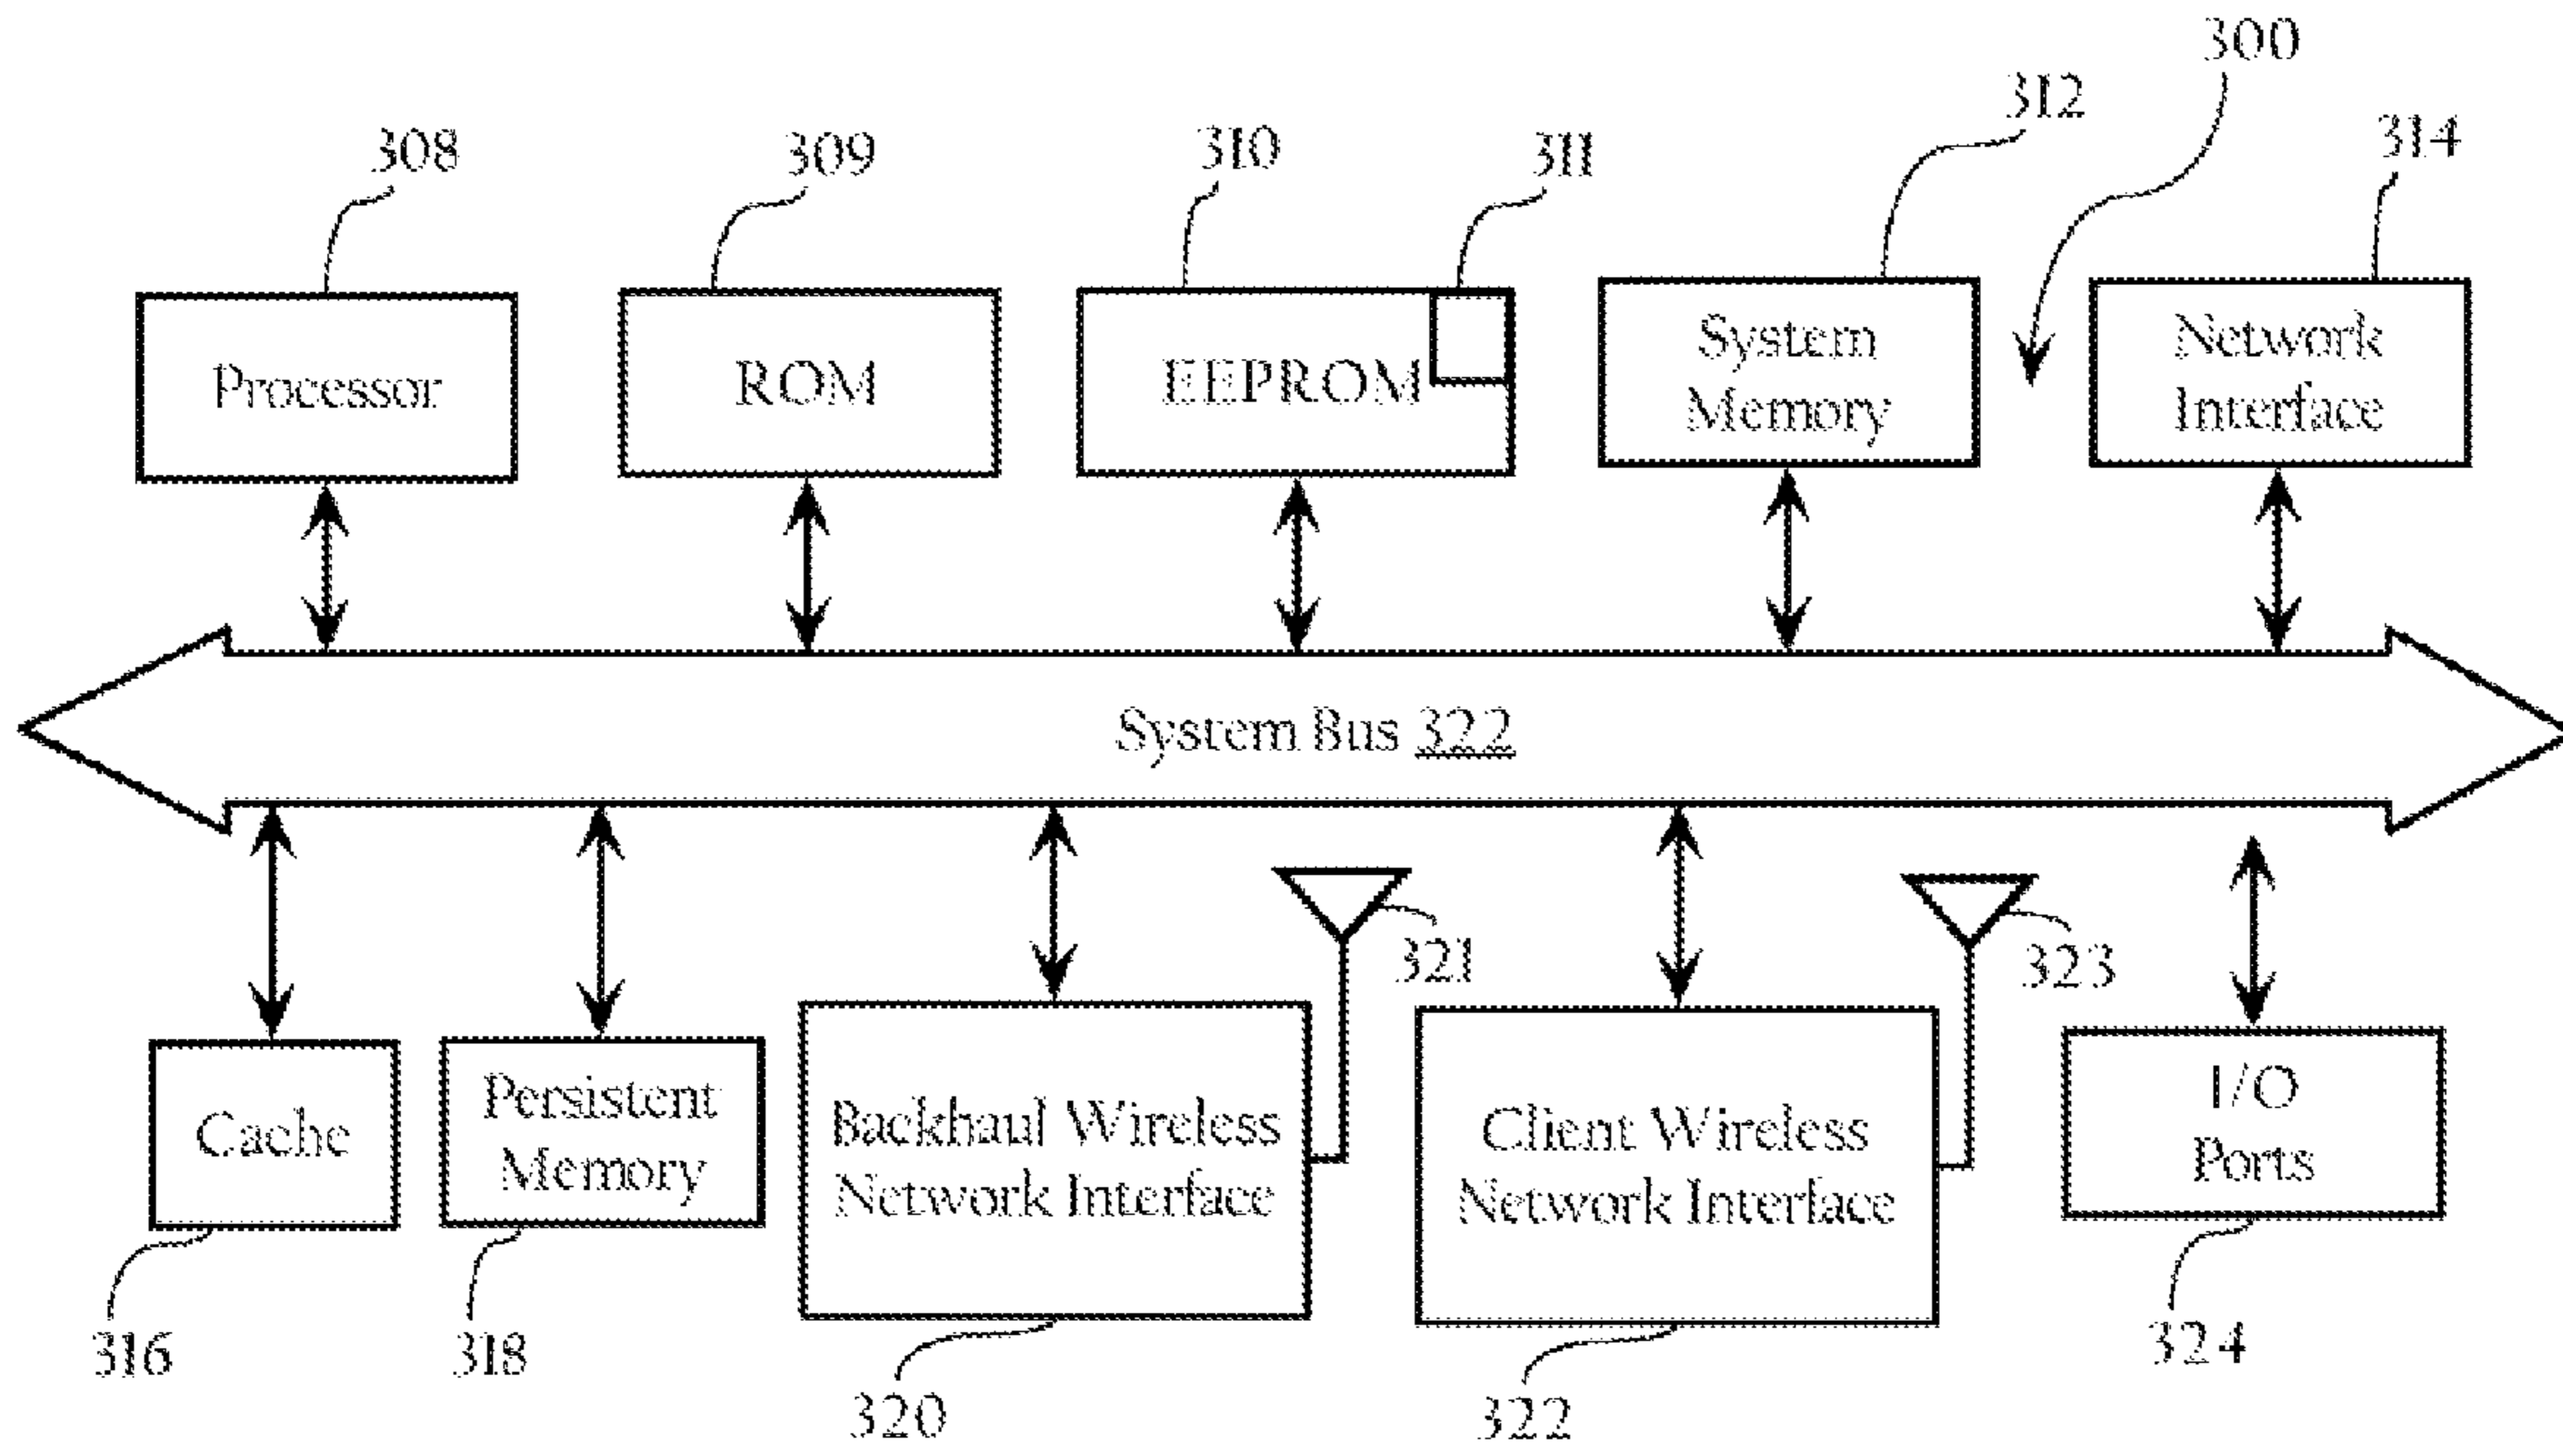 300
312
308
309
310
311
314
Processor
ROM
EEPROM
System
Memory
Network
Interface
System Bus 322
321
323
Cache
Persistent
Memory
Backhaul Wireless
Network Interface
Client Wireless
Network Interface
I/O
Ports
316
318
320
322
324